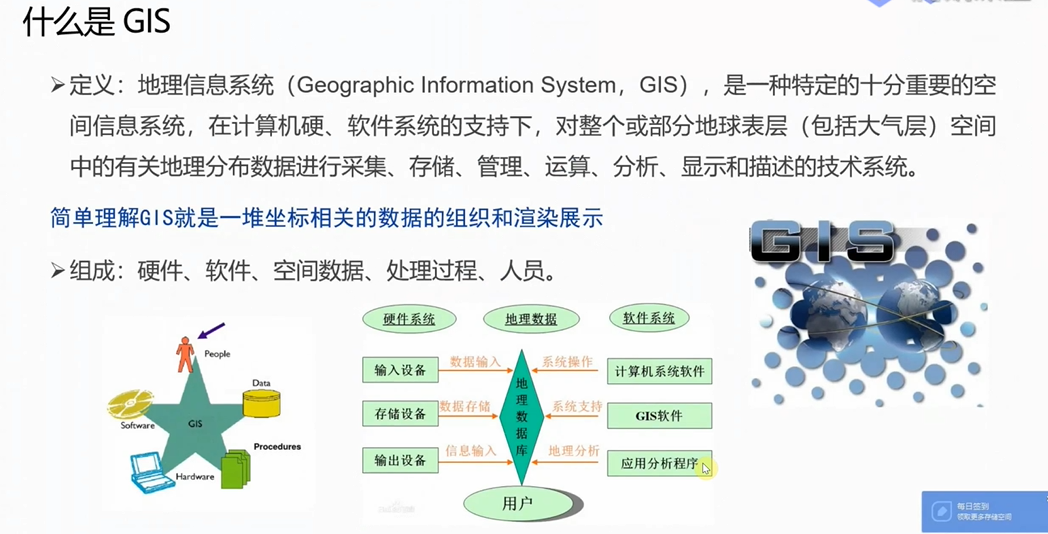 什么是 GIS
➢定义：地理信息系统（Geographic Information System，GIS），是一种特定的十分重要的空
间信息系统，在计算机硬、软件系统的支持下，对整个或部分地球表层（包括大气层）空间
中的有关地理分布数据进行采集、存储、管理、运算、分析、显示和描述的技术系统。
简单理解GIS就是一堆坐标相关的数据的组织和渲染展示
➢组成：硬件、软件、空间数据、处理过程、人员。
GIS
People
Data
Software
GIS
Procedures
Hardware
硬件系统
地理数据
软件系统
输入设备
数据输入
系统操作
计算机系统软件
存储设备
数据存储
地理数据库
系统支持
GIS软件
输出设备
信息输入
地理分析
应用分析程序
用户
每日签到
领取更多存储空间